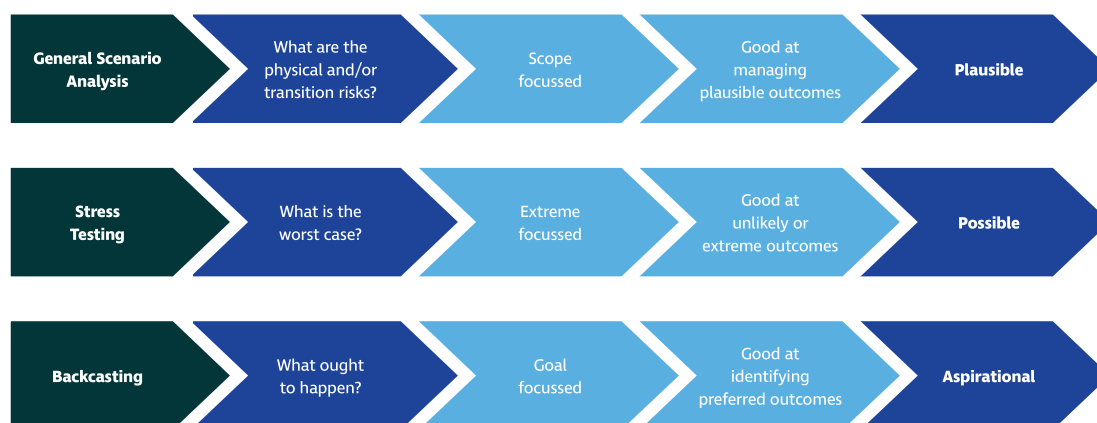 General Scenario
Analysis
What are the
physical and/or
transition risks?
Scope
focussed
Good at
managing
plausible outcomes
Plausible
Stress
Testing
What is the
worst case?
Extreme
focussed
Good at
unlikely or
extreme outcomes
Possible
Backcasting
What ought
to happen?
Goal
focussed
Good at
identifying
preferred outcomes
Aspirational